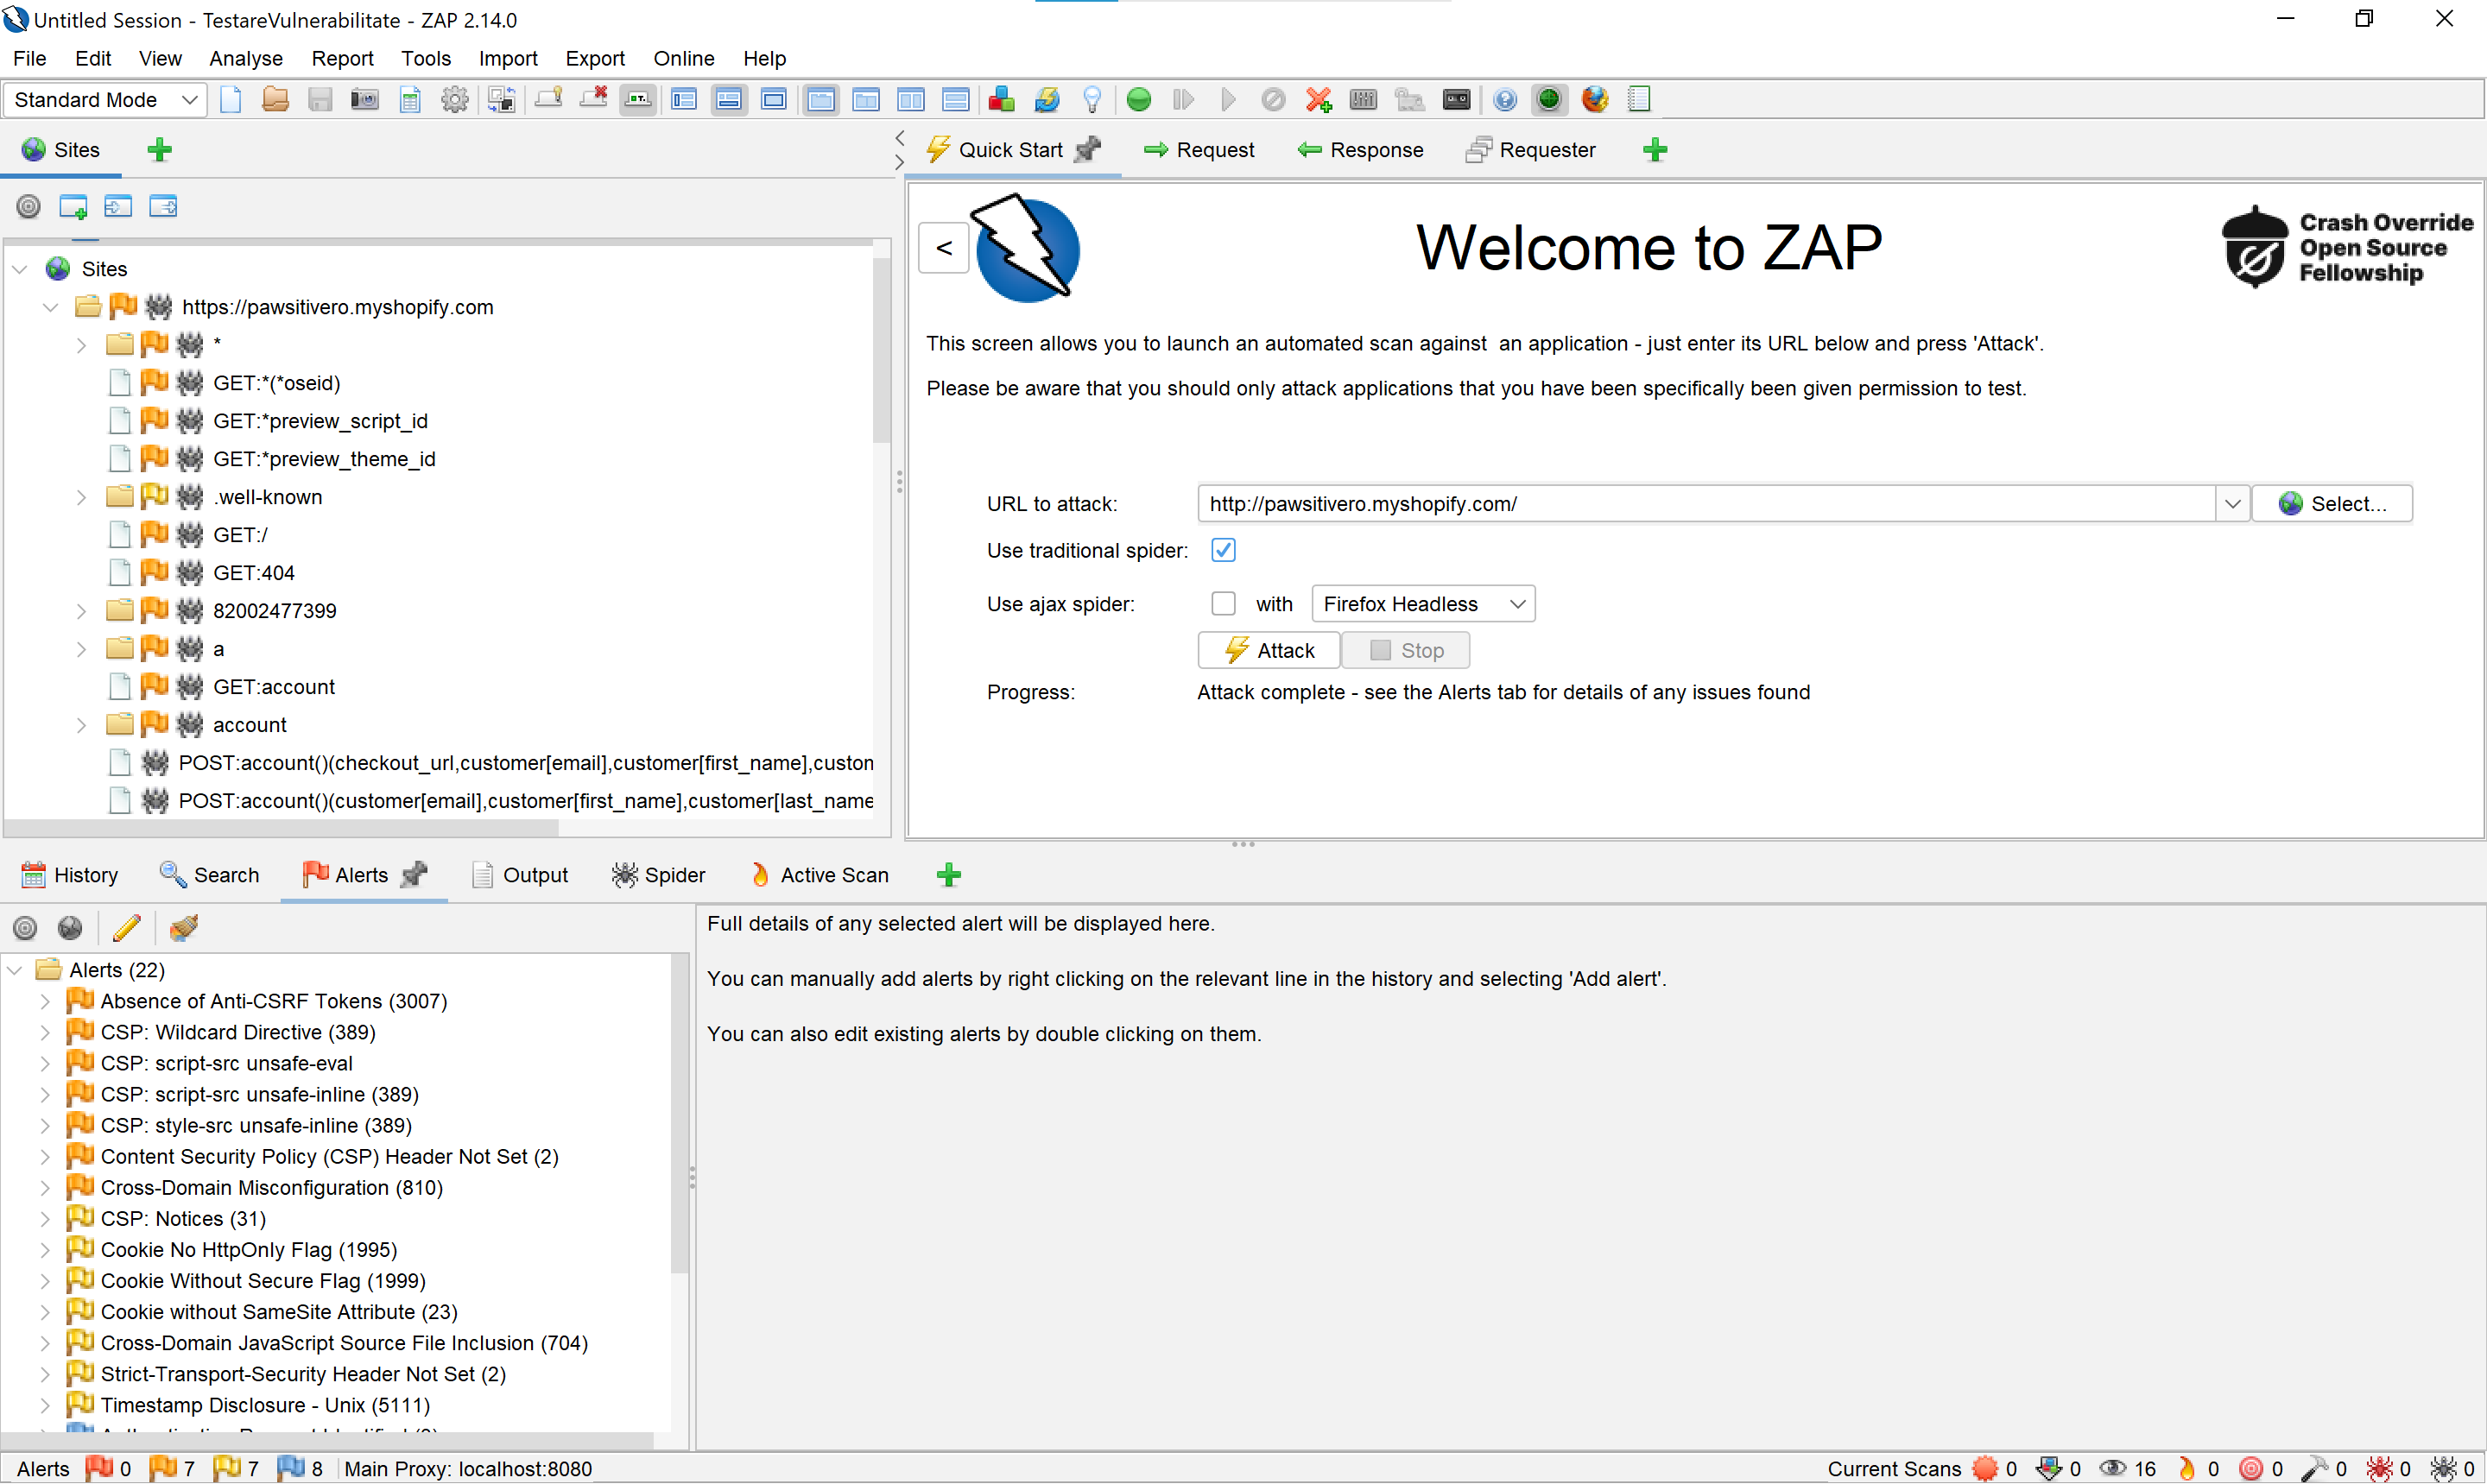 Untitled Session - TestareVulnerabilitate - ZAP 2.14.0
File Edit View Analyse Report Tools Import Export Online Help
Standard Mode
Sites
Quick Start Request Response Requester
<
Welcome to ZAP
Crash Override
Open Source
Fellowship
Sites
https://pawsitivero.myshopify.com
*
GET:*(*oseid)
GET:*preview_script_id
GET:*preview_theme_id
.well-known
GET:/
GET:404
82002477399
a
GET:account
account
POST:account()(checkout_url,customer[email],customer[first_name],custon
POST:account()(customer[email],customer[first_name],customer[last_name
This screen allows you to launch an automated scan against an application - just enter its URL below and press 'Attack'.
Please be aware that you should only attack applications that you have been specifically been given permission to test.
URL to attack: http://pawsitivero.myshopify.com/ Select...
Use traditional spider:
Use ajax spider: with Firefox Headless
Attack Stop
Progress: Attack complete - see the Alerts tab for details of any issues found
History Search Alerts Output Spider Active Scan
Alerts (22)
Absence of Anti-CSRF Tokens (3007)
CSP: Wildcard Directive (389)
CSP: script-src unsafe-eval
CSP: script-src unsafe-inline (389)
CSP: style-src unsafe-inline (389)
Content Security Policy (CSP) Header Not Set (2)
Cross-Domain Misconfiguration (810)
CSP: Notices (31)
Cookie No HttpOnly Flag (1995)
Cookie Without Secure Flag (1999)
Cookie without SameSite Attribute (23)
Cross-Domain JavaScript Source File Inclusion (704)
Strict-Transport-Security Header Not Set (2)
Timestamp Disclosure - Unix (5111)
Full details of any selected alert will be displayed here.
You can manually add alerts by right clicking on the relevant line in the history and selecting 'Add alert'.
You can also edit existing alerts by double clicking on them.
Alerts 0 7 7 8 Main Proxy: localhost:8080
Current Scans 0 0 16 0 0 0 0 0